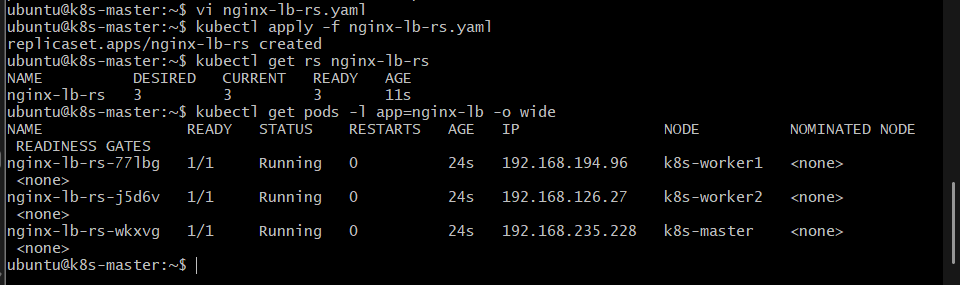 ubuntu@k8s-master:~$ vi nginx-lb-rs.yaml
ubuntu@k8s-master:~$ kubectl apply -f nginx-lb-rs.yaml
replicaset.apps/nginx-lb-rs created
ubuntu@k8s-master:~$ kubectl get rs nginx-lb-rs
NAME          DESIRED   CURRENT   READY   AGE
nginx-lb-rs   3         3         3       11s
ubuntu@k8s-master:~$ kubectl get pods -l app=nginx-lb -o wide
NAME                READY   STATUS    RESTARTS   AGE   IP                NODE          NOMINATED NODE
 READINESS GATES
nginx-lb-rs-77lbg   1/1     Running   0          24s   192.168.194.96    k8s-worker1   <none>
 <none>
nginx-lb-rs-j5d6v   1/1     Running   0          24s   192.168.126.27    k8s-worker2   <none>
 <none>
nginx-lb-rs-wkxvg   1/1     Running   0          24s   192.168.235.228   k8s-master    <none>
 <none>
ubuntu@k8s-master:~$